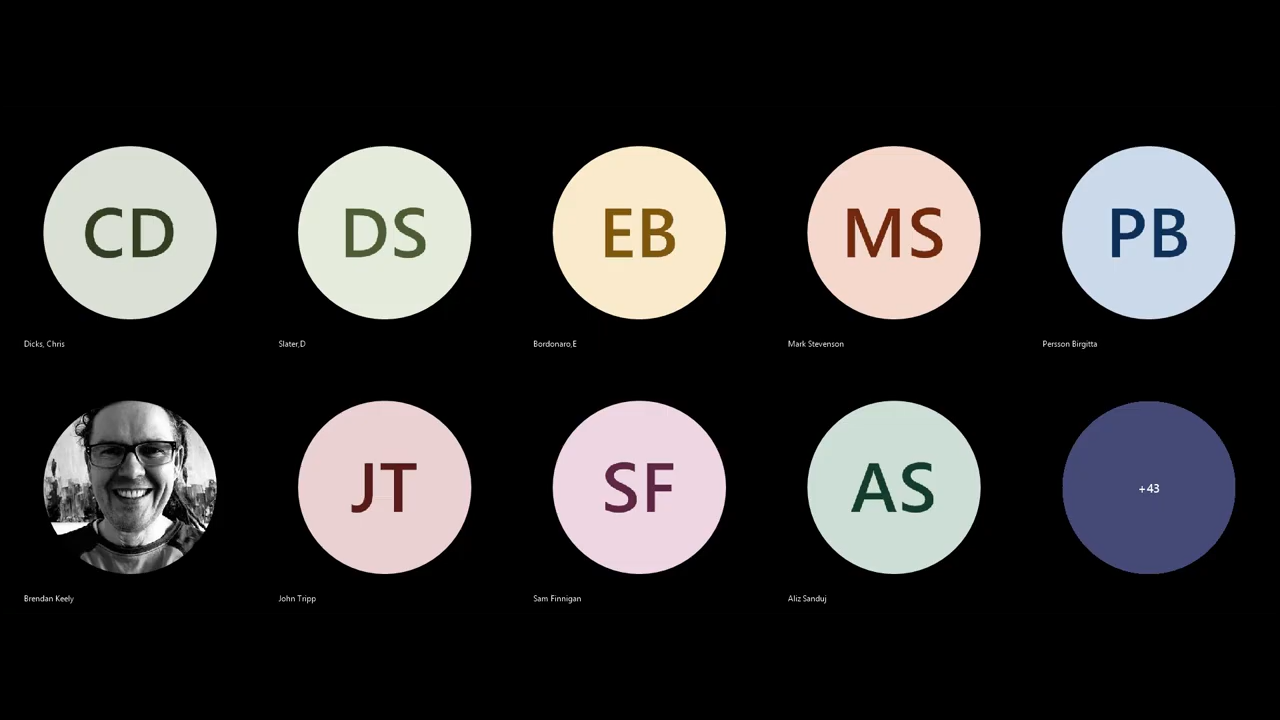 CD
DS
EB
MS
PB
Dicks, Chris
Slater,D
Bordonaro,E
Mark Stevenson
Persson Birgitta
JT
SF
AS
+43
Brendan Keely
John Tripp
Sam Finnigan
Aliz Sanduj